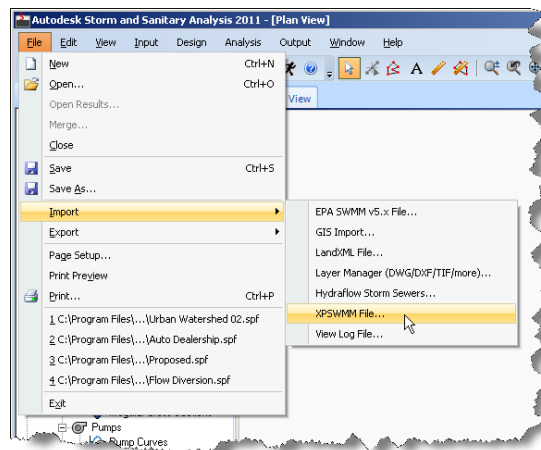 Autodesk Storm and Sanitary Analysis 2011 - [Plan View]
File Edit View Input Design Analysis Output Window Help
New Ctrl+N
Open... Ctrl+O
Open Results...
View
Merge...
Close
Save Ctrl+S
Save As...
Import
EPA SWMM v5.x File...
Export
GIS Import...
Page Setup...
LandXML File...
Print Preview
Layer Manager (DWG/DXF/TIF/more)...
Print... Ctrl+P
Hydraflow Storm Sewers...
1 C:\Program Files\...\Urban Watershed 02.spf
XPSWMM File...
2 C:\Program Files\...\Auto Dealership.spf
View Log File...
3 C:\Program Files\...\Proposed.spf
4 C:\Program Files\...\Flow Diversion.spf
Exit
Pumps
Pump Curves